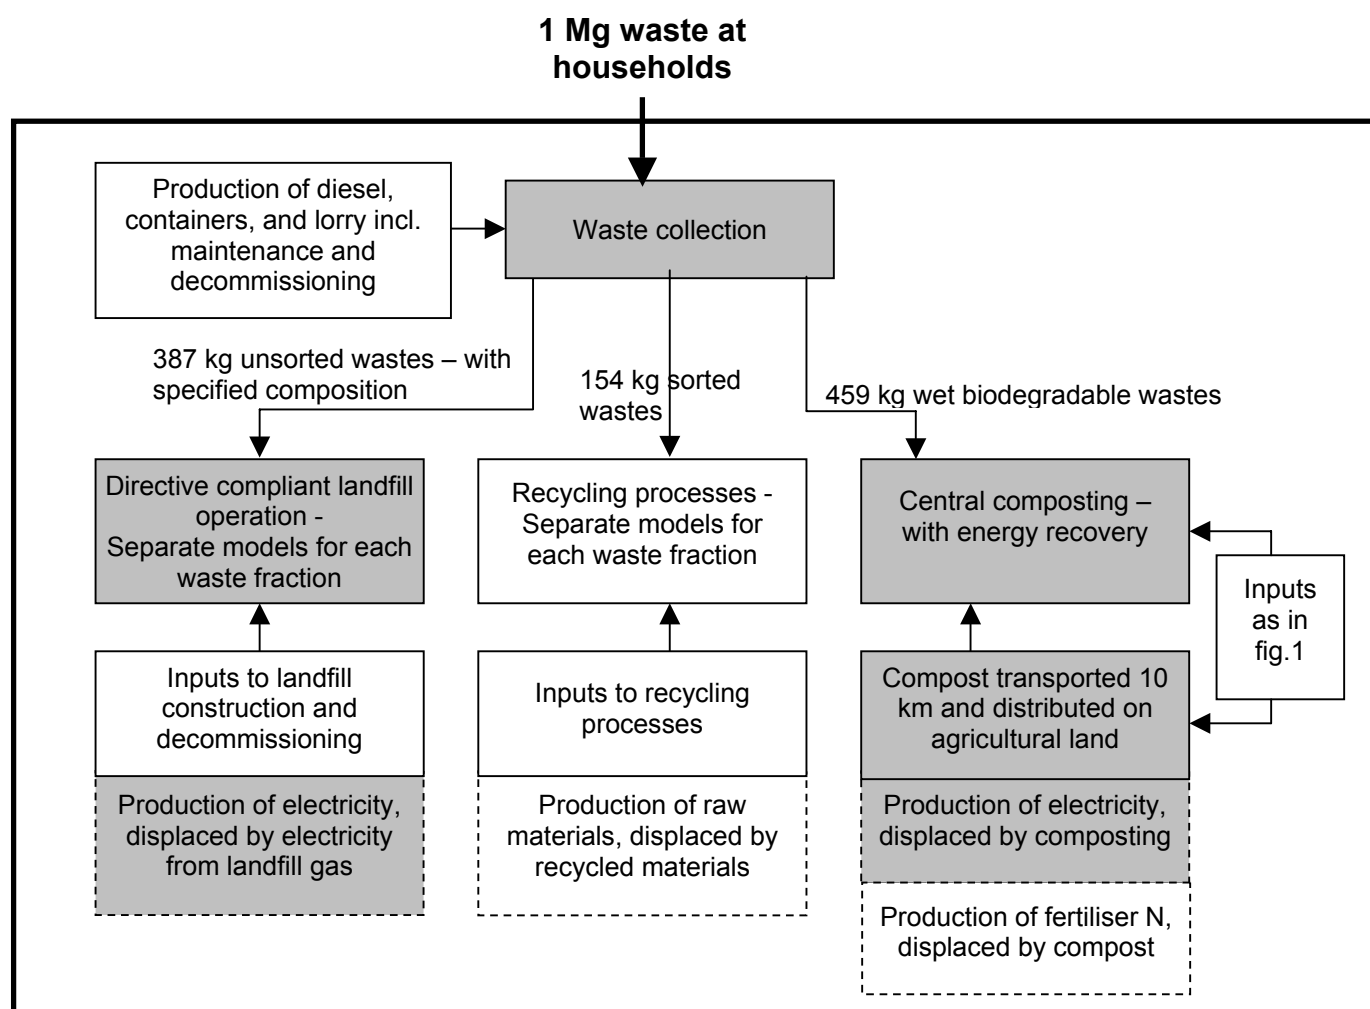 1 Mg waste at
households
Production of diesel,
containers, and lorry incl.
maintenance and
decommissioning
Waste collection
387 kg unsorted wastes – with
specified composition
154 kg sorted
wastes
459 kg wet biodegradable wastes
Directive compliant landfill
operation -
Separate models for each
waste fraction
Recycling processes -
Separate models for
each waste fraction
Central composting –
with energy recovery
Inputs
as in
fig.1
Inputs to landfill
construction and
decommissioning
Inputs to recycling
processes
Compost transported 10
km and distributed on
agricultural land
Production of electricity,
displaced by electricity
from landfill gas
Production of raw
materials, displaced by
recycled materials
Production of electricity,
displaced by composting
Production of fertiliser N,
displaced by compost